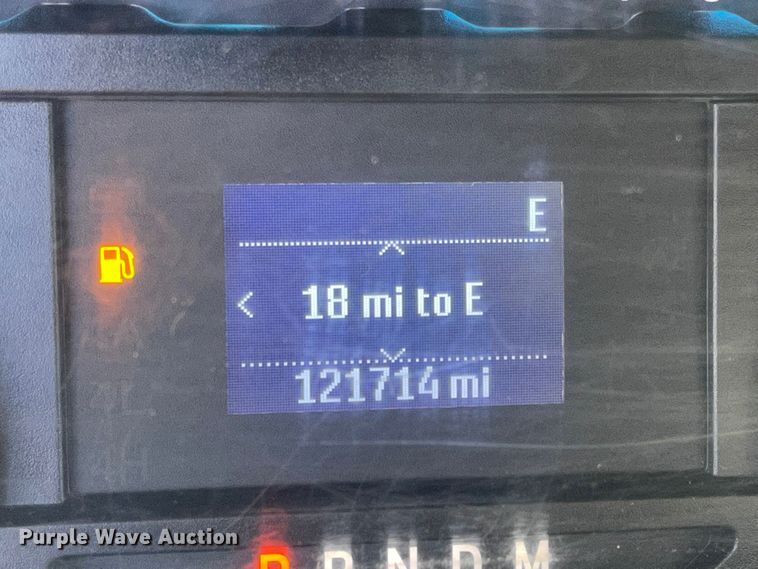 E
< 18 mi to E
121714 mi
Purple Wave Auction
P R N D M